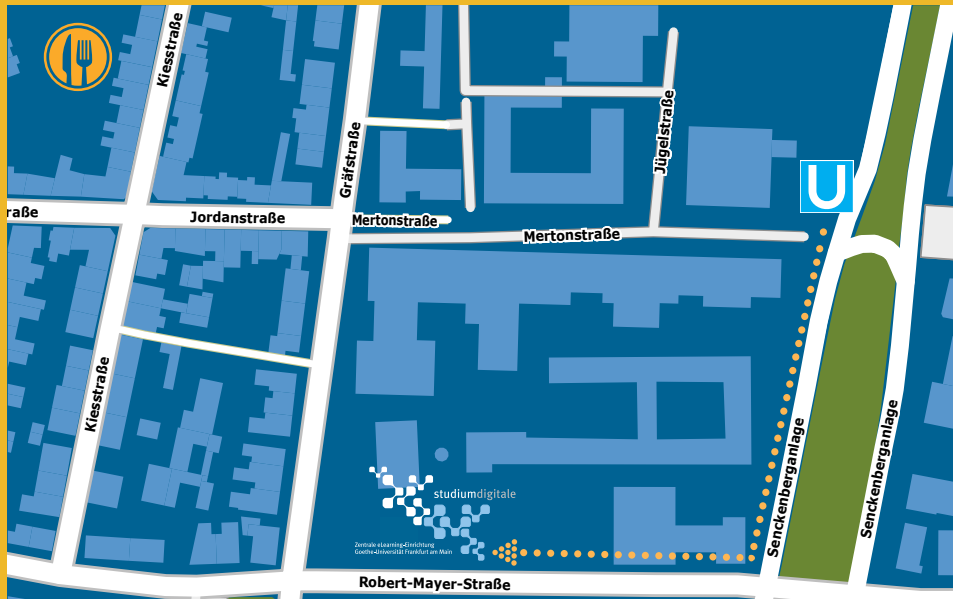 Kiesstraße
Gräfstraße
Jügelstraße
raße
Jordanstraße
Mertonstraße
Mertonstraße
U
Kiesstraße
Senckenberganlage
Senckenberganlage
studiumdigitale
Zentrale eLearning-Einrichtung
Goethe-Universität Frankfurt am Main
Robert-Mayer-Straße